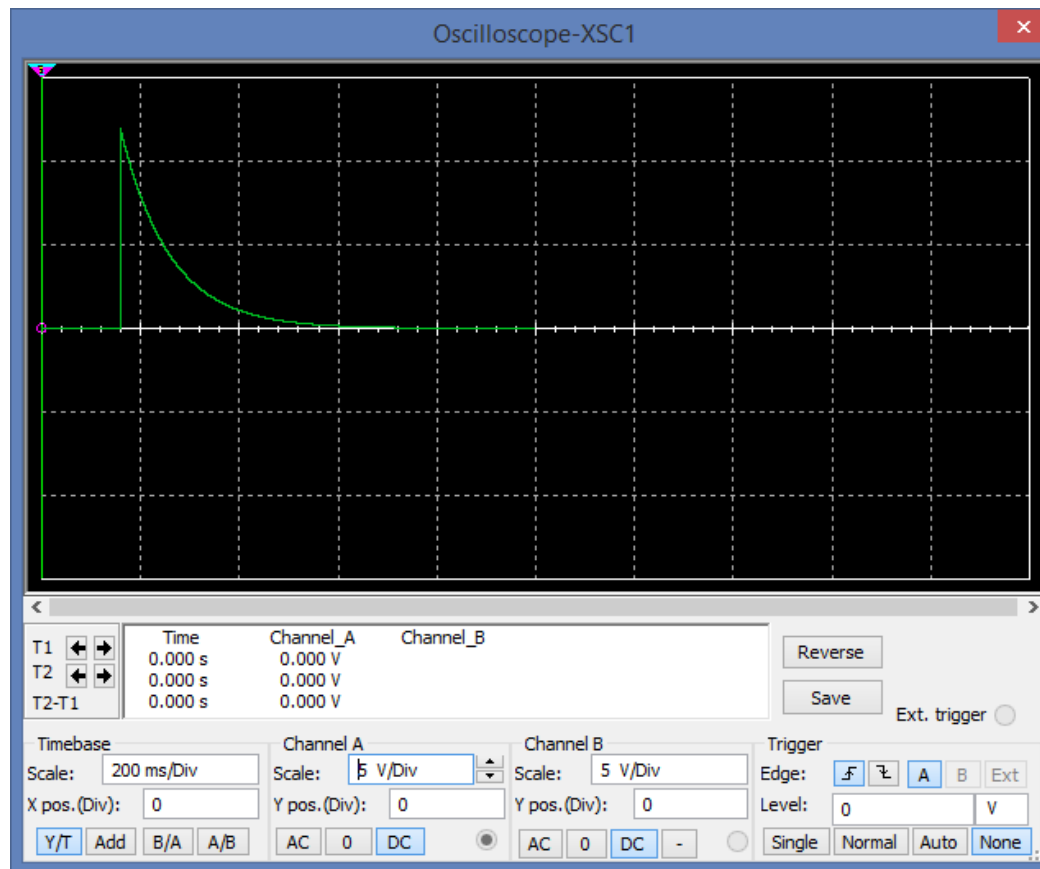 Oscilloscope-XSC1
Time Channel_A Channel_B
T1 0.000 s 0.000 V
T2 0.000 s 0.000 V
T2-T1 0.000 s 0.000 V
Reverse
Save
Ext. trigger
Timebase
Scale: 200 ms/Div
X pos.(Div): 0
Y/T Add B/A A/B
Channel A
Scale: 5 V/Div
Y pos.(Div): 0
AC 0 DC
Channel B
Scale: 5 V/Div
Y pos.(Div): 0
AC 0 DC -
Trigger
Edge: A B Ext
Level: 0 V
Single Normal Auto None